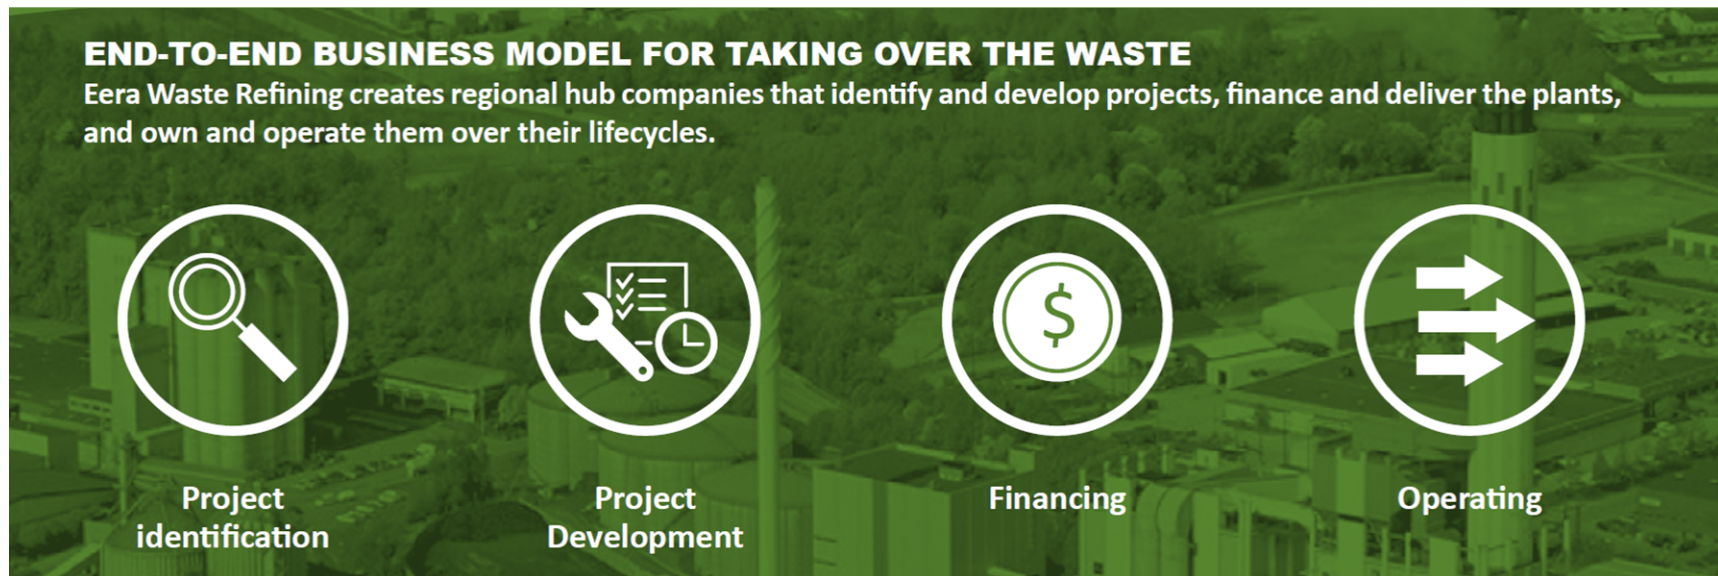 END-TO-END BUSINESS MODEL FOR TAKING OVER THE WASTE
Eera Waste Refining creates regional hub companies that identify and develop projects, finance and deliver the plants,
and own and operate them over their lifecycles.
$
Project
identification
Project
Development
Financing
Operating